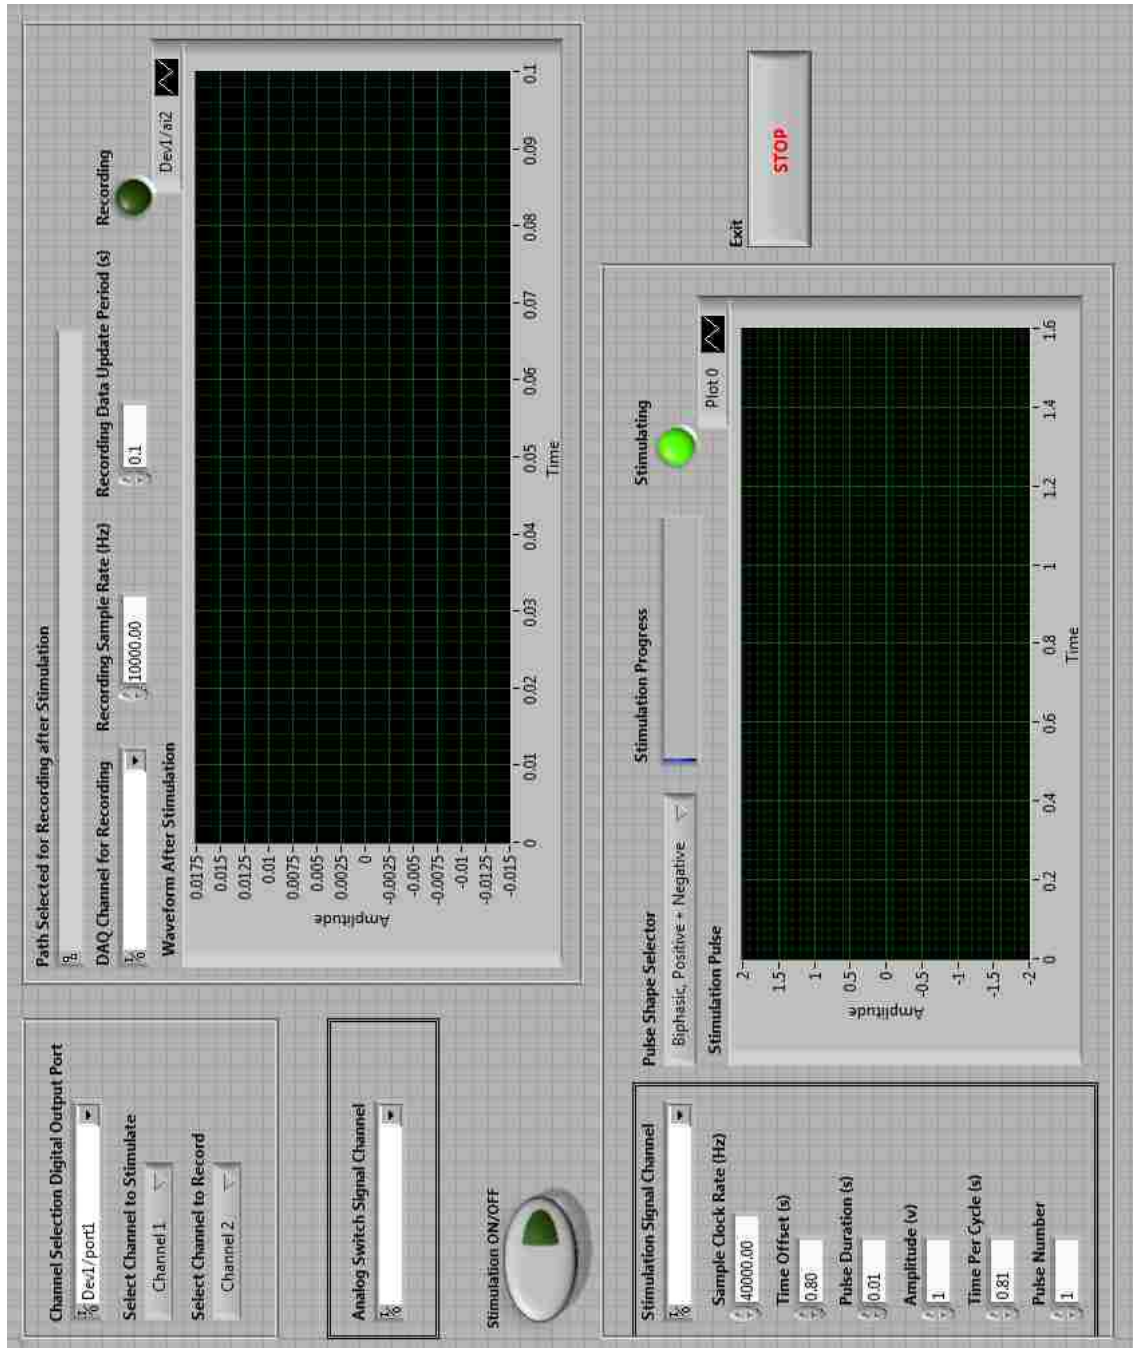 Channel Selection Digital Output Port
Dev1/port1
Select Channel to Stimulate
Channel 1
Select Channel to Record
Channel 2
Analog Switch Signal Channel
Stimulation ON/OFF
Path Selected for Recording after Stimulation
DAQ Channel for Recording
Recording Sample Rate (Hz)
10000.00
Recording Data Update Period (s)
0.1
Recording
Waveform After Stimulation
Dev1/ai2
Amplitude
0.0175
0.015
0.0125
0.01
0.0075
0.005
0.0025
0
-0.0025
-0.005
-0.0075
-0.01
-0.0125
-0.015
0 0.01 0.02 0.03 0.04 0.05 0.06 0.07 0.08 0.09 0.1
Time
Stimulation Signal Channel
Sample Clock Rate (Hz)
40000.00
Time Offset (s)
0.80
Pulse Duration (s)
0.01
Amplitude (v)
1
Time Per Cycle (s)
0.81
Pulse Number
1
Pulse Shape Selector
Biphasic, Positive + Negative
Stimulation Progress
Stimulating
Stimulation Pulse
Plot 0
Amplitude
2
1.5
1
0.5
0
-0.5
-1
-1.5
-2
0 0.2 0.4 0.6 0.8 1 1.2 1.4 1.6
Time
Exit
STOP